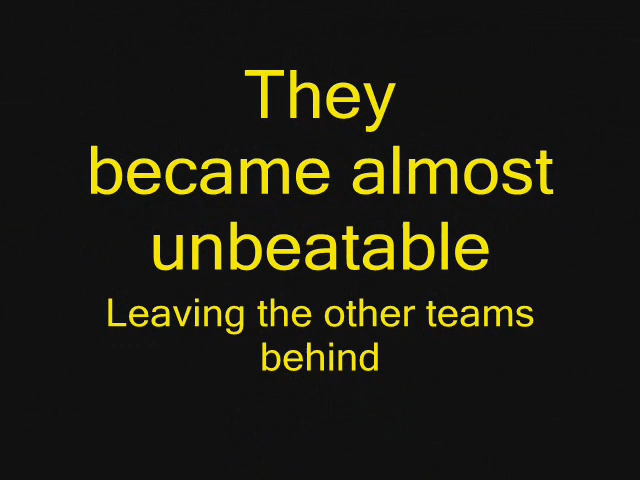 They
became almost
unbeatable
Leaving the other teams
behind